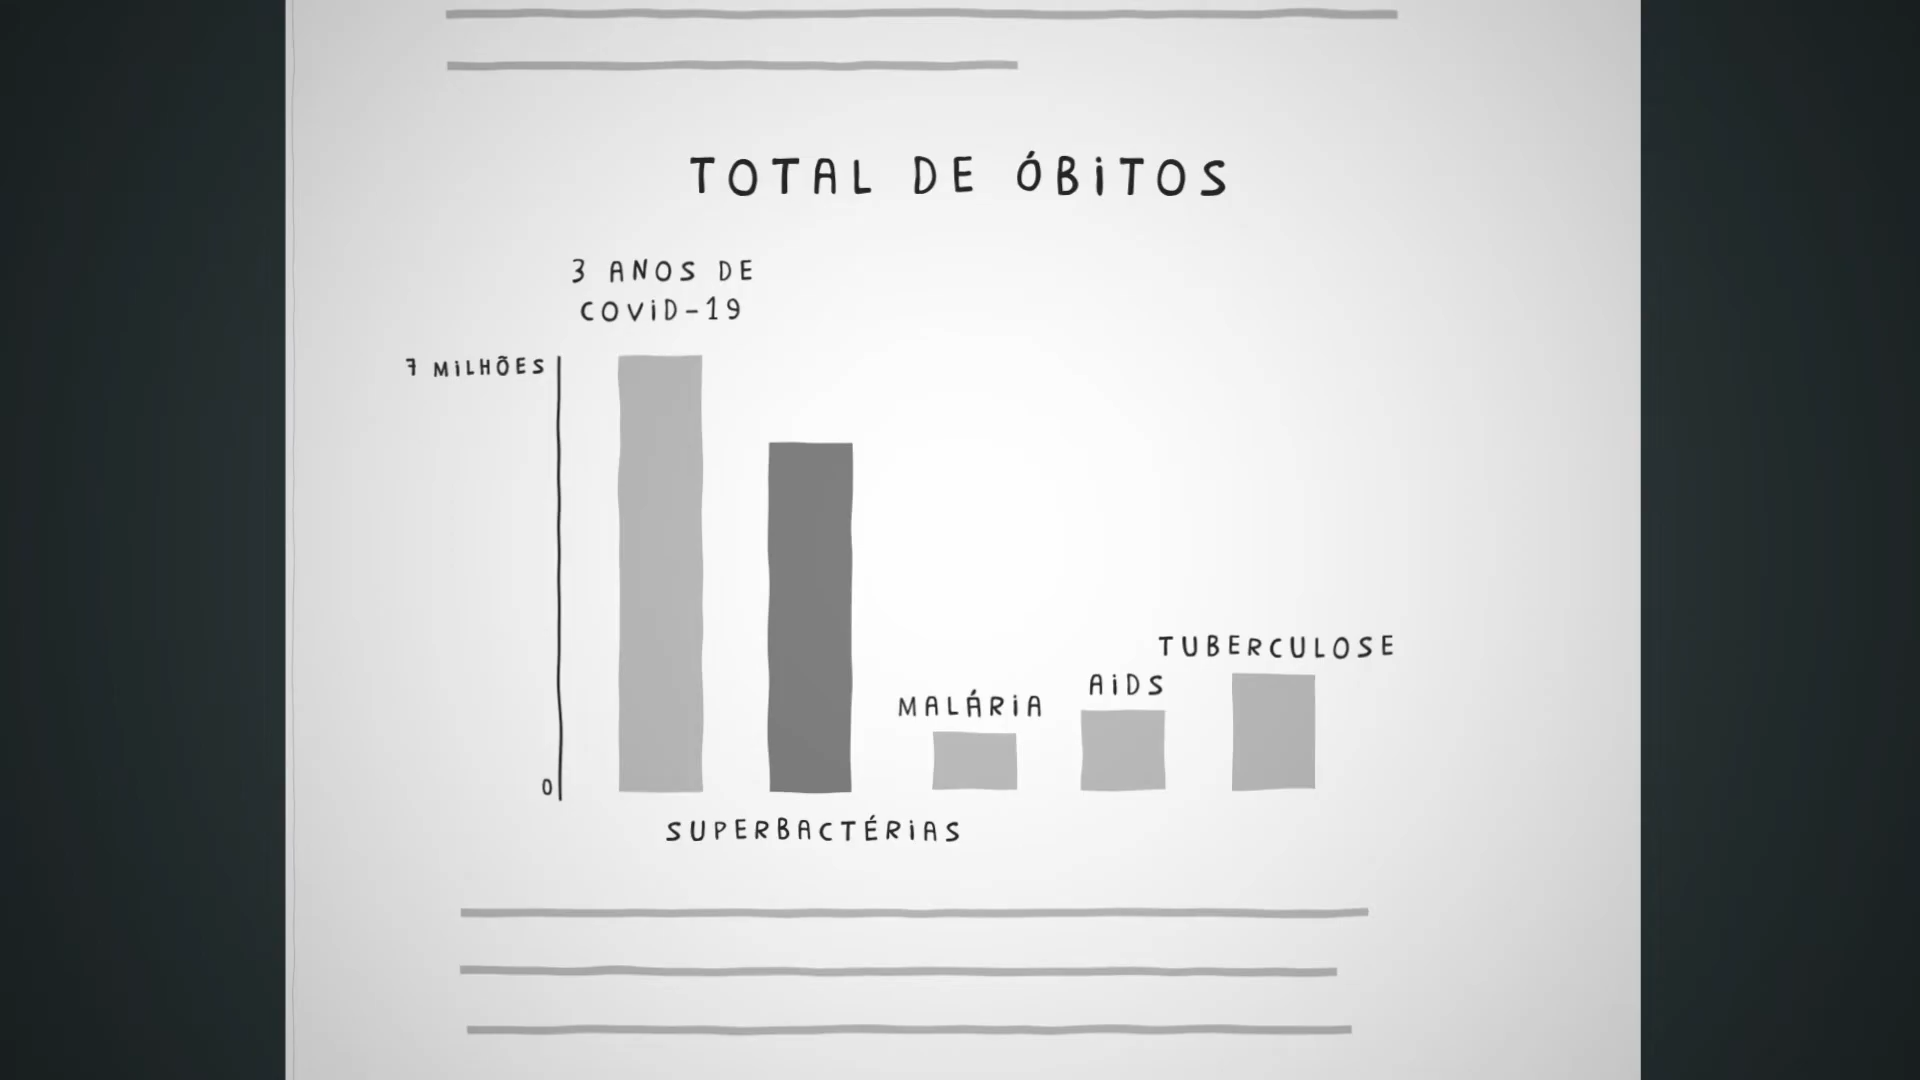 TOTAL DE ÓBiTOS
3 ANOS DE
COViD-19
7 MiLHÕES
TUBERCULOSE
AiDS
MALÁRiA
0
SUPERBACTÉRiAS